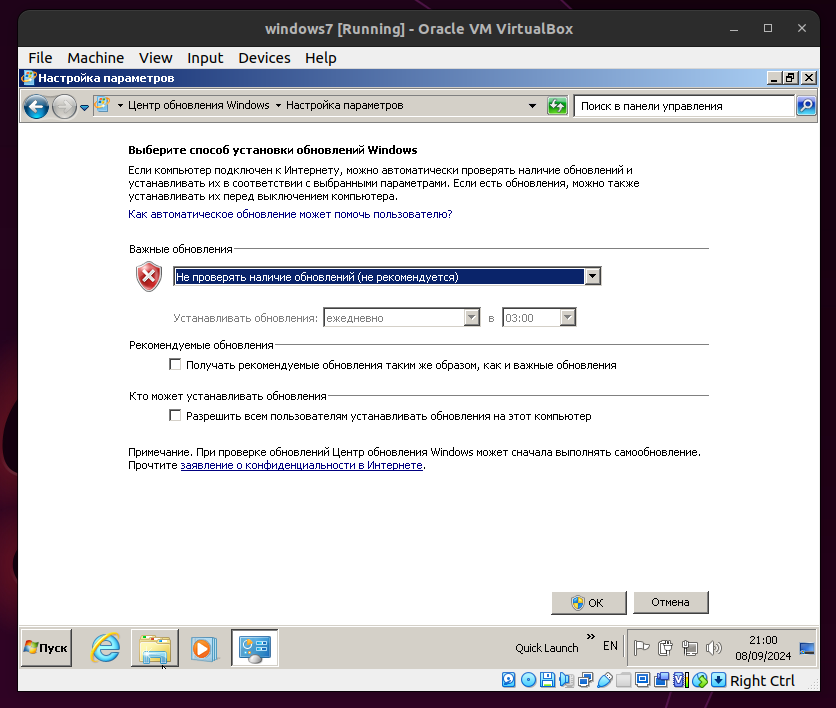 windows7 [Running] - Oracle VM VirtualBox
File Machine View Input Devices Help
Настройка параметров
Центр обновления Windows Настройка параметров Поиск в панели управления
Выберите способ установки обновлений Windows
Если компьютер подключен к Интернету, можно автоматически проверять наличие обновлений и
устанавливать их в соответствии с выбранными параметрами. Если есть обновления, можно также
устанавливать их перед выключением компьютера.
Как автоматическое обновление может помочь пользователю?
Важные обновления
Не проверять наличие обновлений (не рекомендуется)
Устанавливать обновления: ежедневно в 03:00
Рекомендуемые обновления
Получать рекомендуемые обновления таким же образом, как и важные обновления
Кто может устанавливать обновления
Разрешить всем пользователям устанавливать обновления на этот компьютер
Примечание. При проверке обновлений Центр обновления Windows может сначала выполнять самообновление.
Прочтите заявление о конфиденциальности в Интернете.
OK Отмена
Пуск Quick Launch » EN 21:00
08/09/2024
Right Ctrl